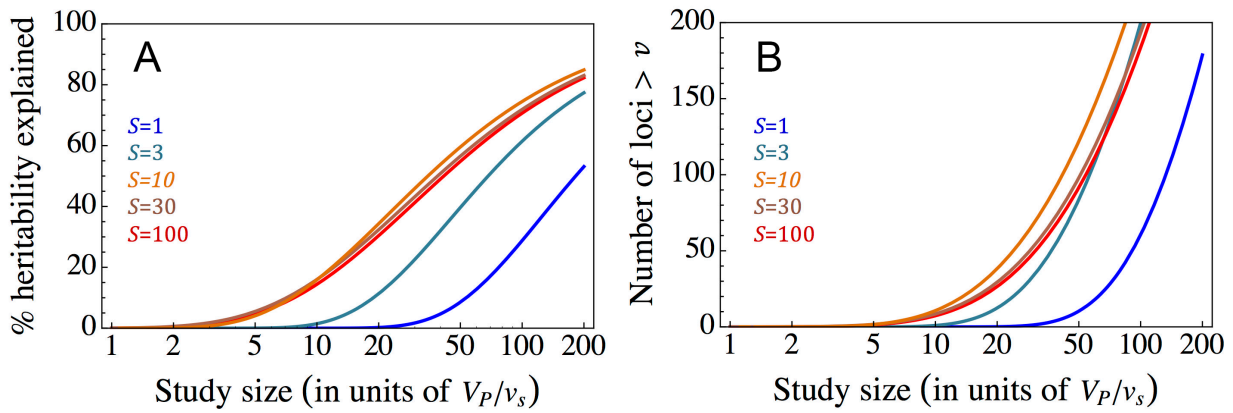 A
% heritability explained
100
80
60
40
20
0
S=1
S=3
S=10
S=30
S=100
1 2 5 10 20 50 100 200
Study size (in units of V_P/v_s)
B
Number of loci > v
200
150
100
50
0
S=1
S=3
S=10
S=30
S=100
1 2 5 10 20 50 100 200
Study size (in units of V_P/v_s)